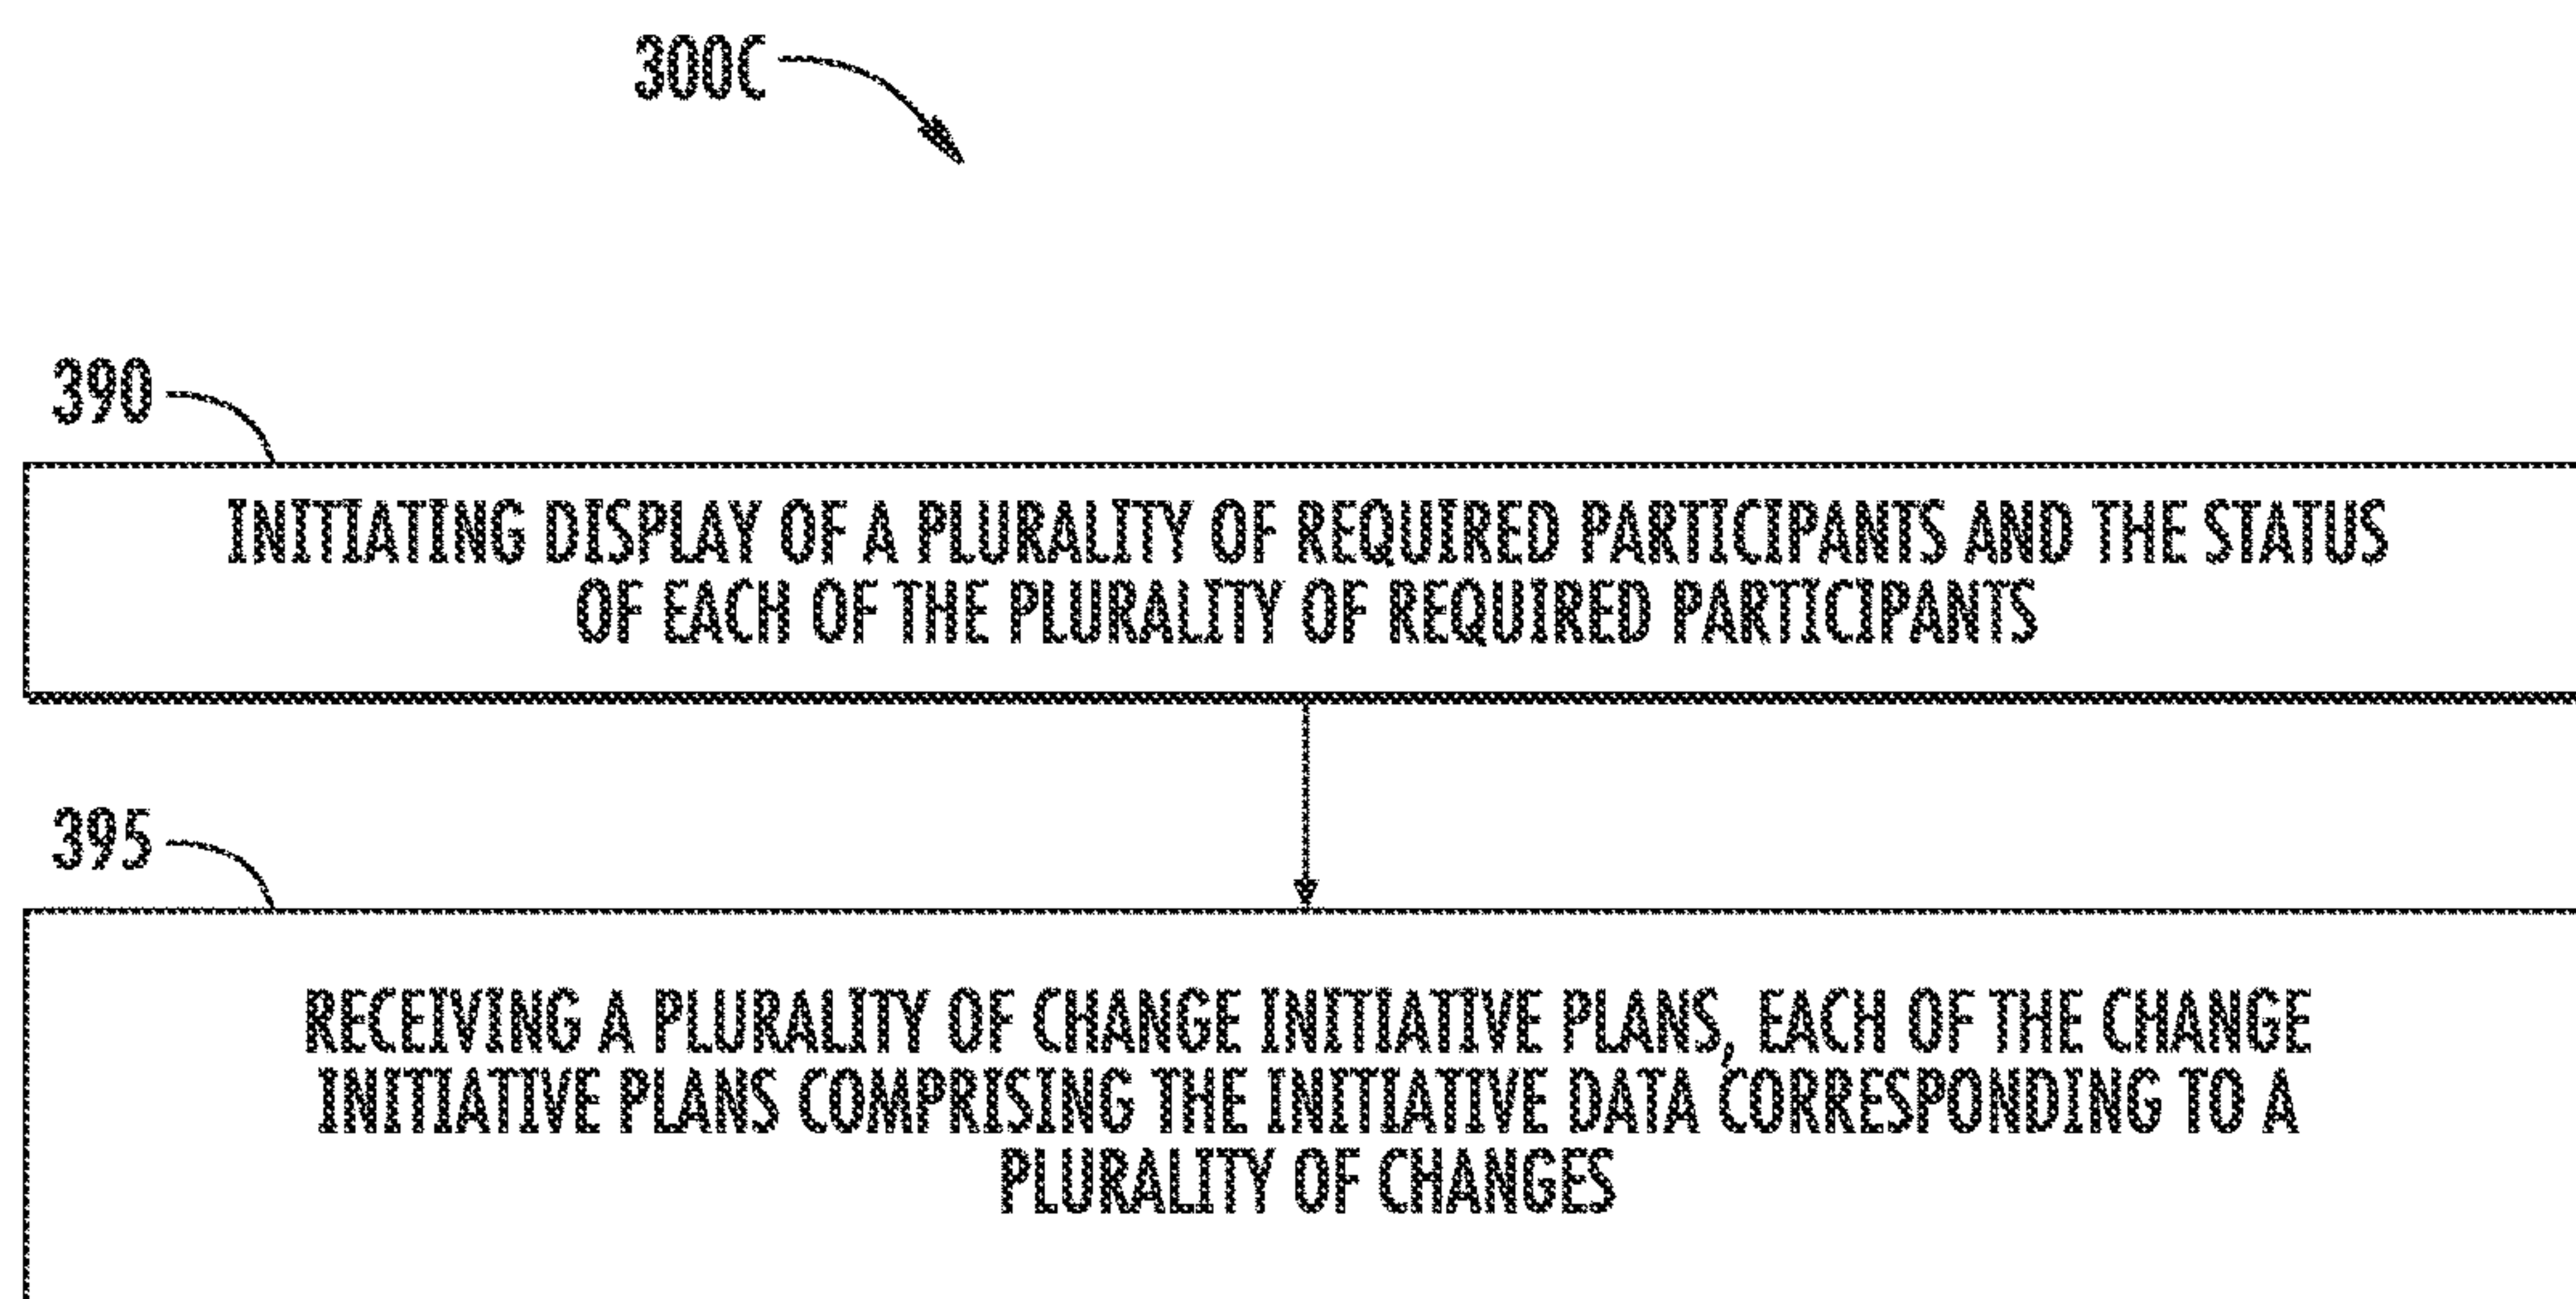 300C
390
INITIATING DISPLAY OF A PLURALITY OF REQUIRED PARTICIPANTS AND THE STATUS
OF EACH OF THE PLURALITY OF REQUIRED PARTICIPANTS
395
RECEIVING A PLURALITY OF CHANGE INITIATIVE PLANS, EACH OF THE CHANGE
INITIATIVE PLANS COMPRISING THE INITIATIVE DATA CORRESPONDING TO A
PLURALITY OF CHANGES